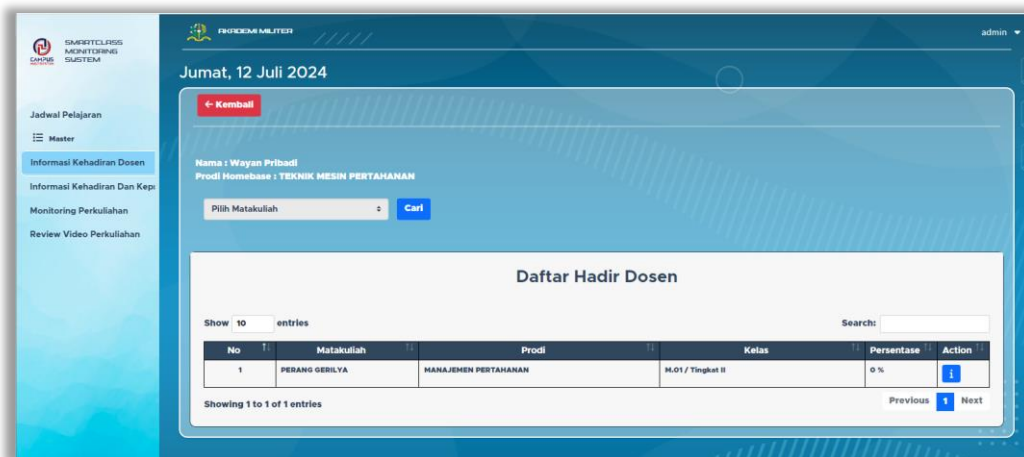 SMARTCLASS
MONITORING
SYSTEM
CAMPUS
AKADEMI MILITER
admin
Jumat, 12 Juli 2024
← Kembali
Jadwal Pelajaran
Master
Informasi Kehadiran Dosen
Informasi Kehadiran Dan Kep
Monitoring Perkuliahan
Review Video Perkuliahan
Nama : Wayan Pribadi
Prodi Homebase : TEKNIK MESIN PERTAHANAN
Pilih Matakuliah
Cari
Daftar Hadir Dosen
Show 10 entries
Search:
No Matakuliah Prodi Kelas Persentase Action
1 PERANG GERILYA MANAJEMEN PERTAHANAN M.01 / Tingkat II 0 % i
Showing 1 to 1 of 1 entries
Previous 1 Next